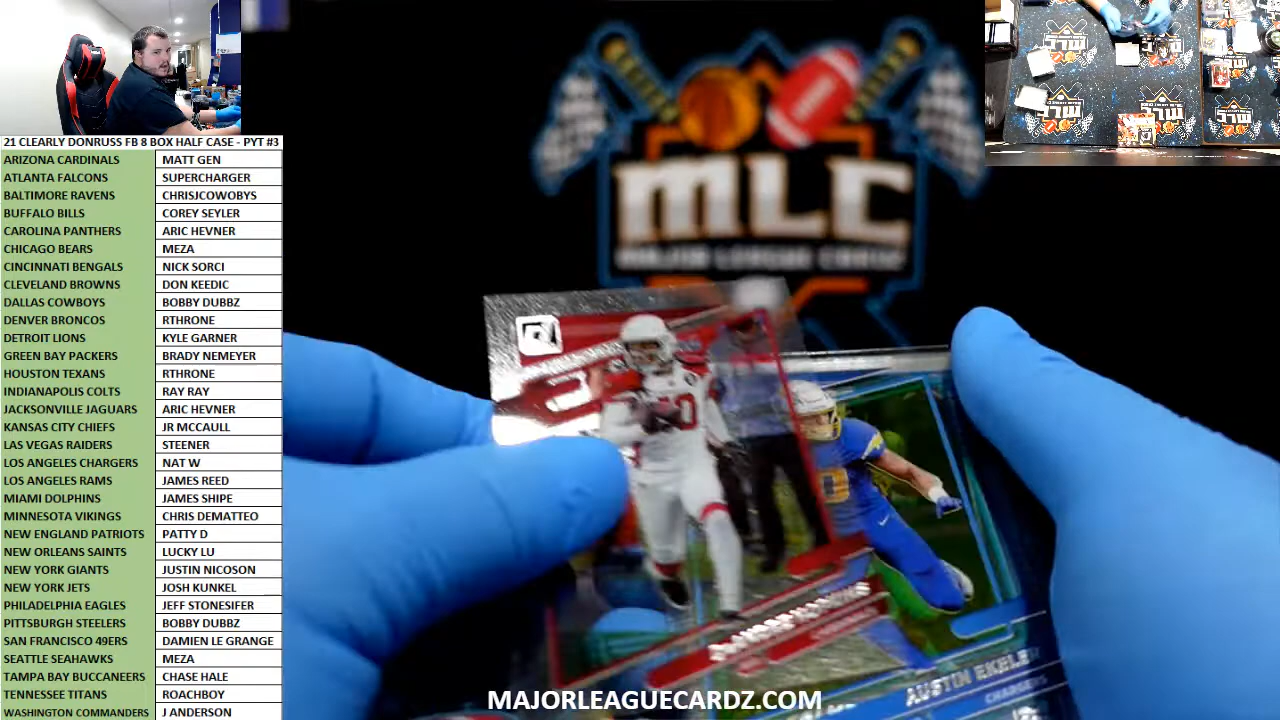 21 CLEARLY DONRUSS FB 8 BOX HALF CASE - PYT #3
ARIZONA CARDINALS MATT GEN
ATLANTA FALCONS SUPERCHARGER
BALTIMORE RAVENS CHRISJCOWOBYS
BUFFALO BILLS COREY SEYLER
CAROLINA PANTHERS ARIC HEVNER
CHICAGO BEARS MEZA
CINCINNATI BENGALS NICK SORCI
CLEVELAND BROWNS DON KEEDIC
DALLAS COWBOYS BOBBY DUBBZ
DENVER BRONCOS RTHRONE
DETROIT LIONS KYLE GARNER
GREEN BAY PACKERS BRADY NEMEYER
HOUSTON TEXANS RTHRONE
INDIANAPOLIS COLTS RAY RAY
JACKSONVILLE JAGUARS ARIC HEVNER
KANSAS CITY CHIEFS JR MCCAULL
LAS VEGAS RAIDERS STEENER
LOS ANGELES CHARGERS NAT W
LOS ANGELES RAMS JAMES REED
MIAMI DOLPHINS JAMES SHIPE
MINNESOTA VIKINGS CHRIS DEMATTEO
NEW ENGLAND PATRIOTS PATTY D
NEW ORLEANS SAINTS LUCKY LU
NEW YORK GIANTS JUSTIN NICOSON
NEW YORK JETS JOSH KUNKEL
PHILADELPHIA EAGLES JEFF STONESIFER
PITTSBURGH STEELERS BOBBY DUBBZ
SAN FRANCISCO 49ERS DAMIEN LE GRANGE
SEATTLE SEAHAWKS MEZA
TAMPA BAY BUCCANEERS CHASE HALE
TENNESSEE TITANS ROACHBOY
WASHINGTON COMMANDERS J ANDERSON
MLC
MAJOR LEAGUE CARDZ
DEANDRE HOPKINS
AUSTIN EKELER
CHARGERS
MAJORLEAGUECARDZ.COM